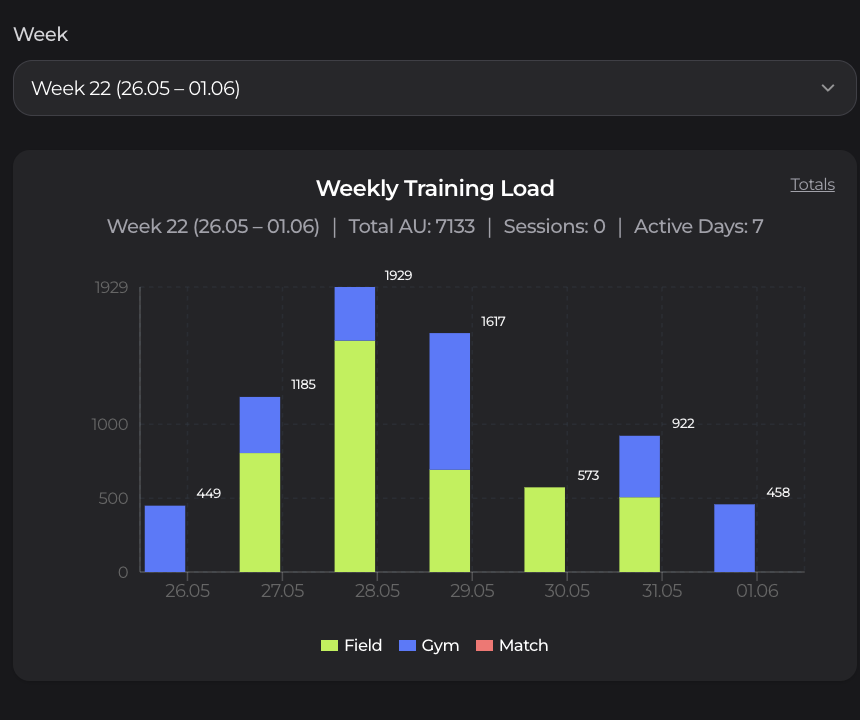 Week
Week 22 (26.05 – 01.06)
Weekly Training Load
Totals
Week 22 (26.05 – 01.06) | Total AU: 7133 | Sessions: 0 | Active Days: 7
1929
1929
1617
1185
1000
922
573
500
449
458
0
26.05 27.05 28.05 29.05 30.05 31.05 01.06
Field Gym Match